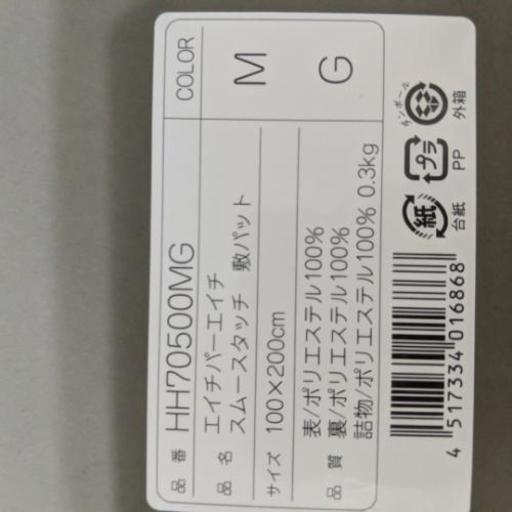 品番 HH70500MG
COLOR
M
G
品名 エイチパーエイチ
スムースタッチ 敷パット
サイズ 100×200cm
品質 表/ポリエステル100%
裏/ポリエステル100%
詰物/ポリエステル100% 0.3kg
4 517334 016868
紙
台紙
プラ
PP
ダンボール
外箱